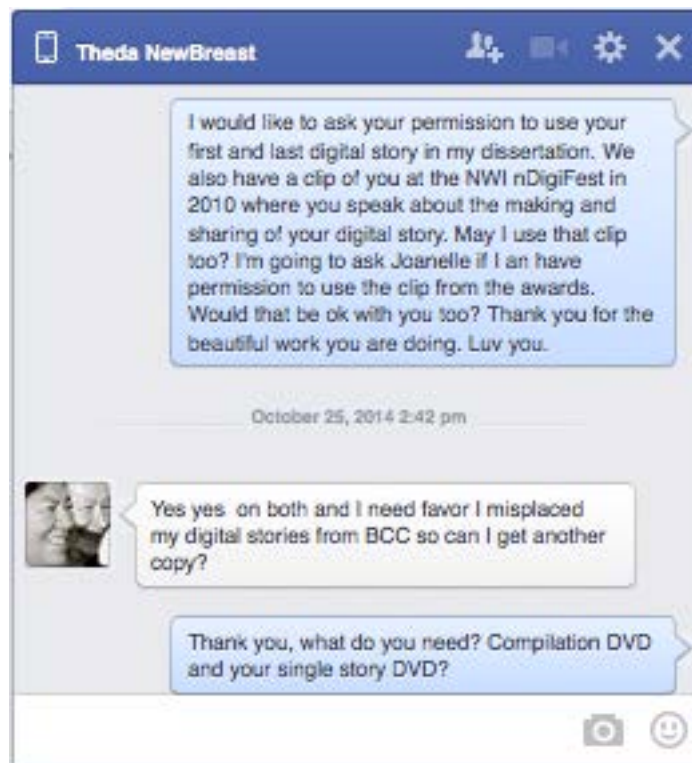 Theda NewBreast
I would like to ask your permission to use your
first and last digital story in my dissertation. We
also have a clip of you at the NWI nDigiFest in
2010 where you speak about the making and
sharing of your digital story. May I use that clip
too? I'm going to ask Joanelle if I an have
permission to use the clip from the awards.
Would that be ok with you too? Thank you for the
beautiful work you are doing. Luv you.
October 25, 2014 2:42 pm
Yes yes on both and I need favor I misplaced
my digital stories from BCC so can I get another
copy?
Thank you, what do you need? Compilation DVD
and your single story DVD?